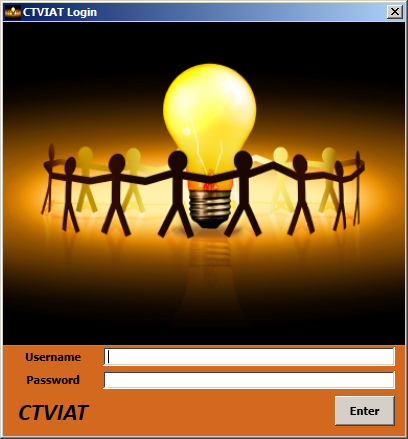 CTVIAT Login
Username
Password
CTVIAT
Enter